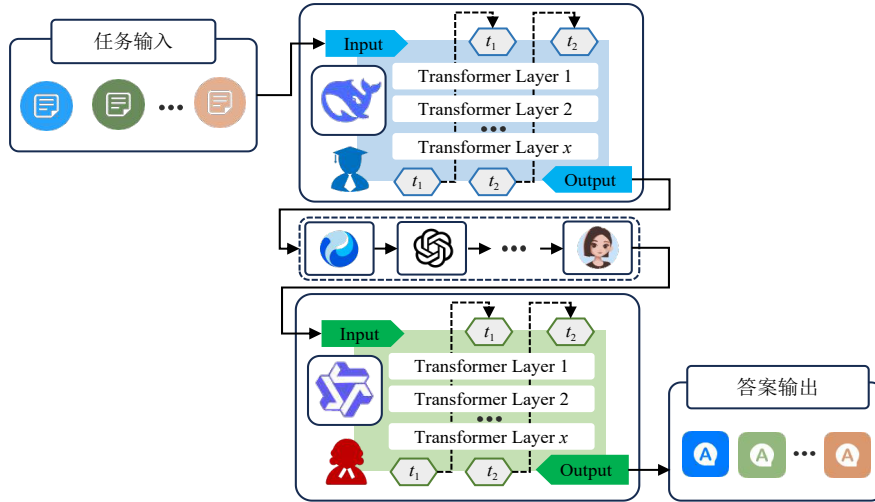 任务输入
Input
t1
t2
Transformer Layer 1
Transformer Layer 2
Transformer Layer x
t1
t2
Output
Input
t1
t2
Transformer Layer 1
Transformer Layer 2
Transformer Layer x
t1
t2
Output
答案输出
A
A
A